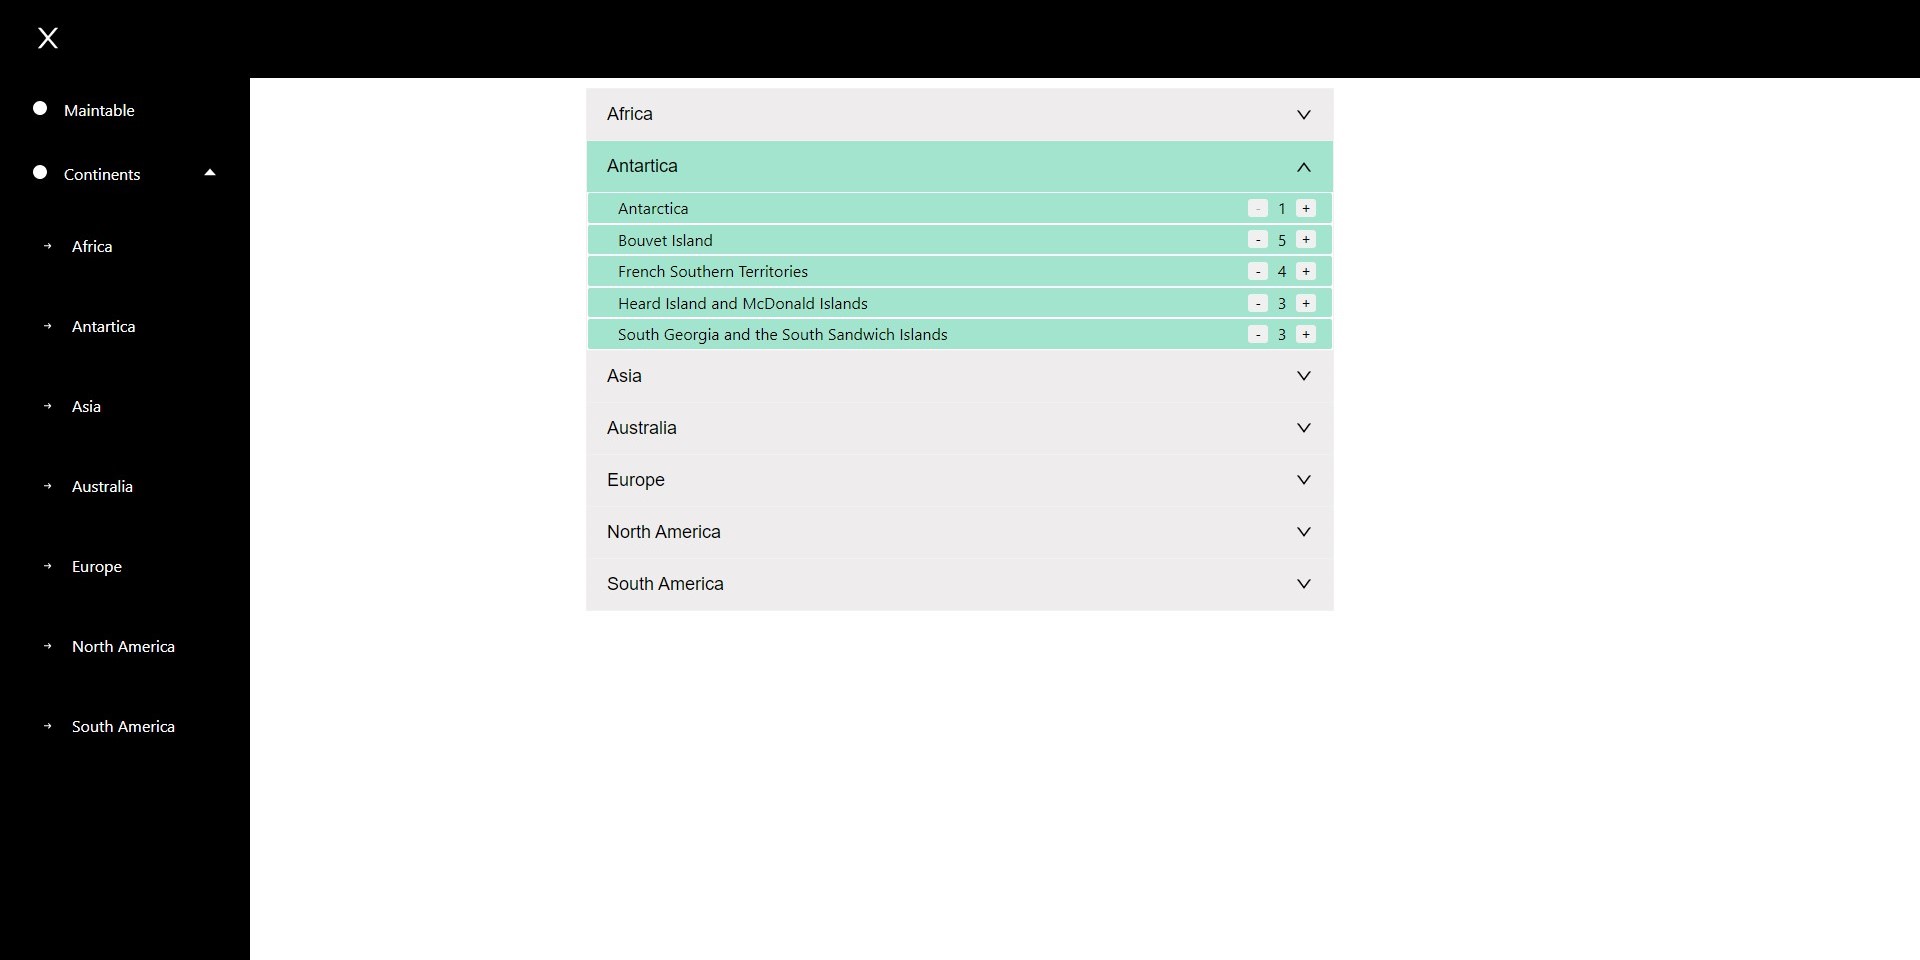 X
Maintable
Continents
Africa
Antartica
Asia
Australia
Europe
North America
South America
Africa
Antartica
Antarctica - 1 +
Bouvet Island - 5 +
French Southern Territories - 4 +
Heard Island and McDonald Islands - 3 +
South Georgia and the South Sandwich Islands - 3 +
Asia
Australia
Europe
North America
South America